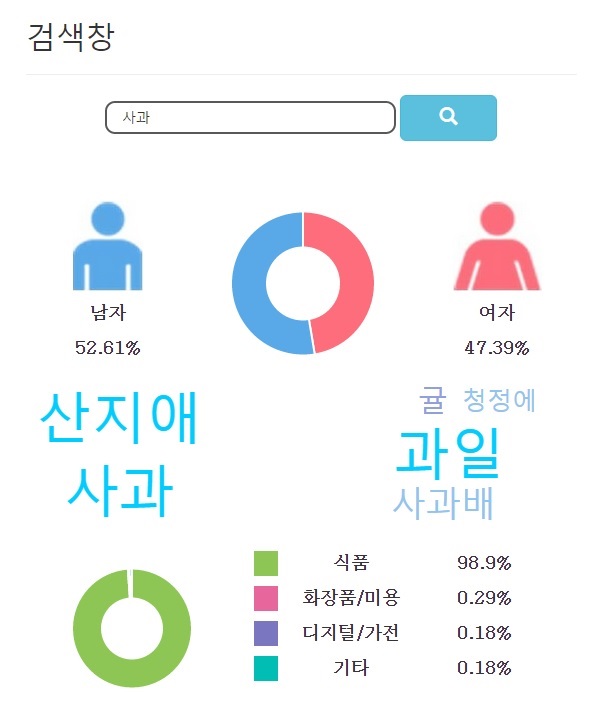 검색창
사과
남자
52.61%
여자
47.39%
산지애
사과
귤 청정에
과일
사과배
식품 98.9%
화장품/미용 0.29%
디지털/가전 0.18%
기타 0.18%